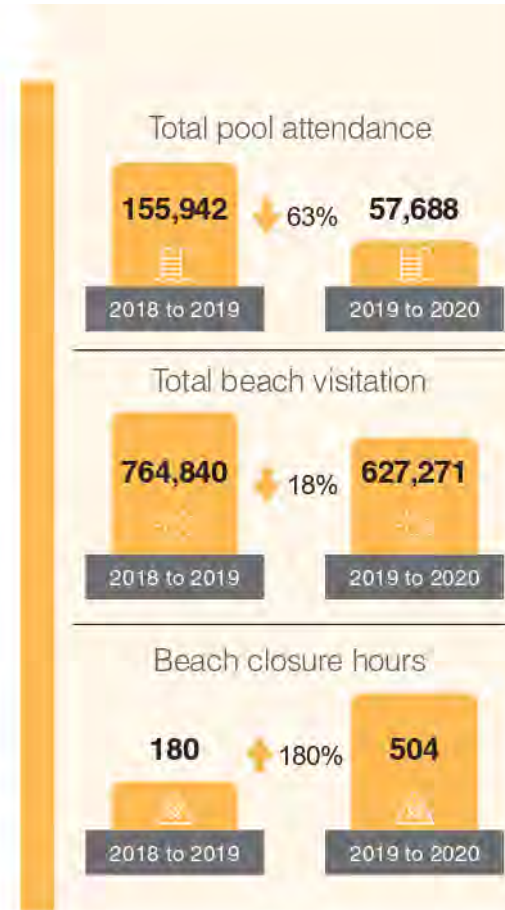 Total pool attendance
155,942 63% 57,688
2018 to 2019 2019 to 2020
Total beach visitation
764,840 18% 627,271
2018 to 2019 2019 to 2020
Beach closure hours
180 180% 504
2018 to 2019 2019 to 2020